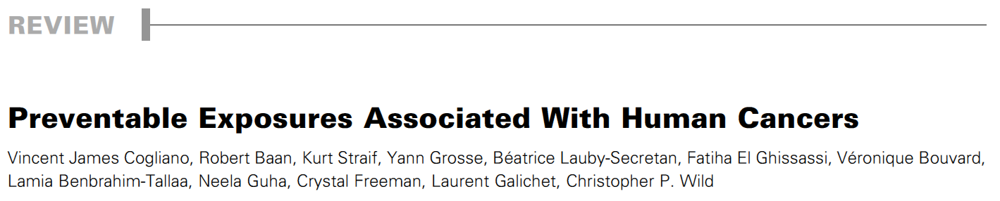 REVIEW
Preventable Exposures Associated With Human Cancers
Vincent James Cogliano, Robert Baan, Kurt Straif, Yann Grosse, Béatrice Lauby-Secretan, Fatiha El Ghissassi, Véronique Bouvard,
Lamia Benbrahim-Tallaa, Neela Guha, Crystal Freeman, Laurent Galichet, Christopher P. Wild